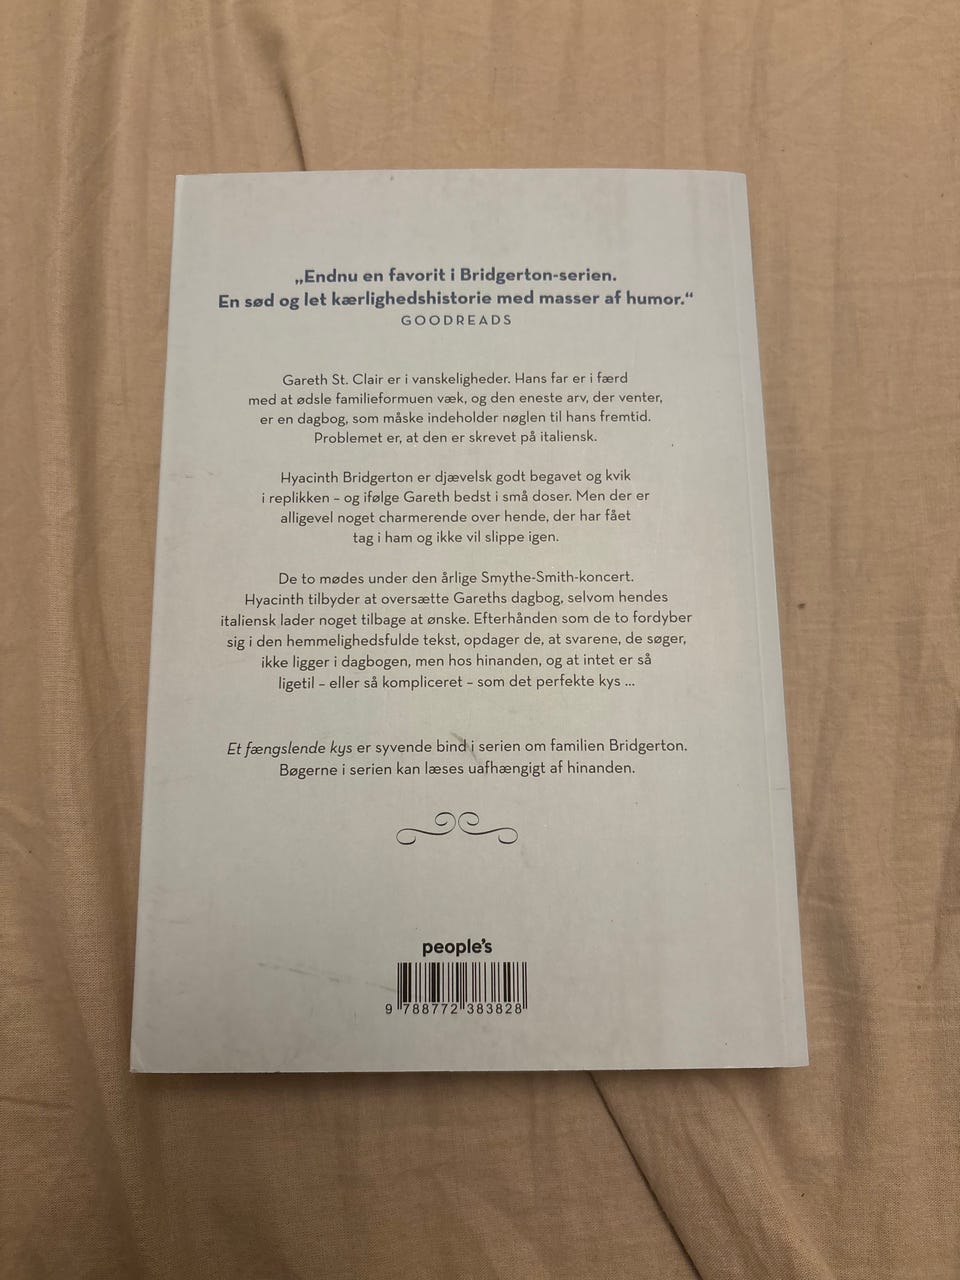 „Endnu en favorit i Bridgerton-serien.
En sød og let kærlighedshistorie med masser af humor.“
GOODREADS
Gareth St. Clair er i vanskeligheder. Hans far er i færd
med at ødsle familieformuen væk, og den eneste arv, der venter,
er en dagbog, som måske indeholder nøglen til hans fremtid.
Problemet er, at den er skrevet på italiensk.
Hyacinth Bridgerton er djævelsk godt begavet og kvik
i replikken – og ifølge Gareth bedst i små doser. Men der er
alligevel noget charmerende over hende, der har fået
tag i ham og ikke vil slippe igen.
De to mødes under den årlige Smythe-Smith-koncert.
Hyacinth tilbyder at oversætte Gareths dagbog, selvom hendes
italiensk lader noget tilbage at ønske. Efterhånden som de to fordyber
sig i den hemmelighedsfulde tekst, opdager de, at svarene, de søger,
ikke ligger i dagbogen, men hos hinanden, og at intet er så
ligetil – eller så kompliceret – som det perfekte kys ...
Et fængslende kys er syvende bind i serien om familien Bridgerton.
Bøgerne i serien kan læses uafhængigt af hinanden.
people's
9 788772 383828